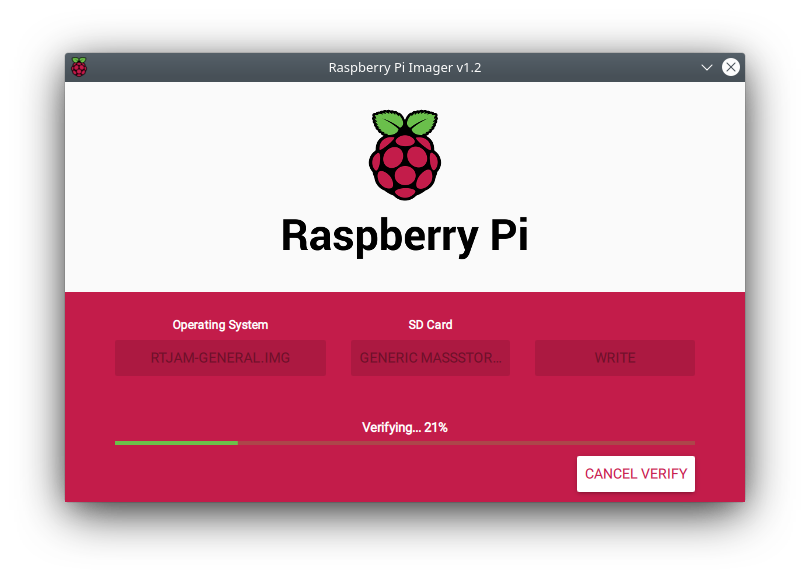 Raspberry Pi Imager v1.2
Raspberry Pi
Operating System
SD Card
RTJAM-GENERAL.IMG
GENERIC MASSSTOR...
WRITE
Verifying... 21%
CANCEL VERIFY